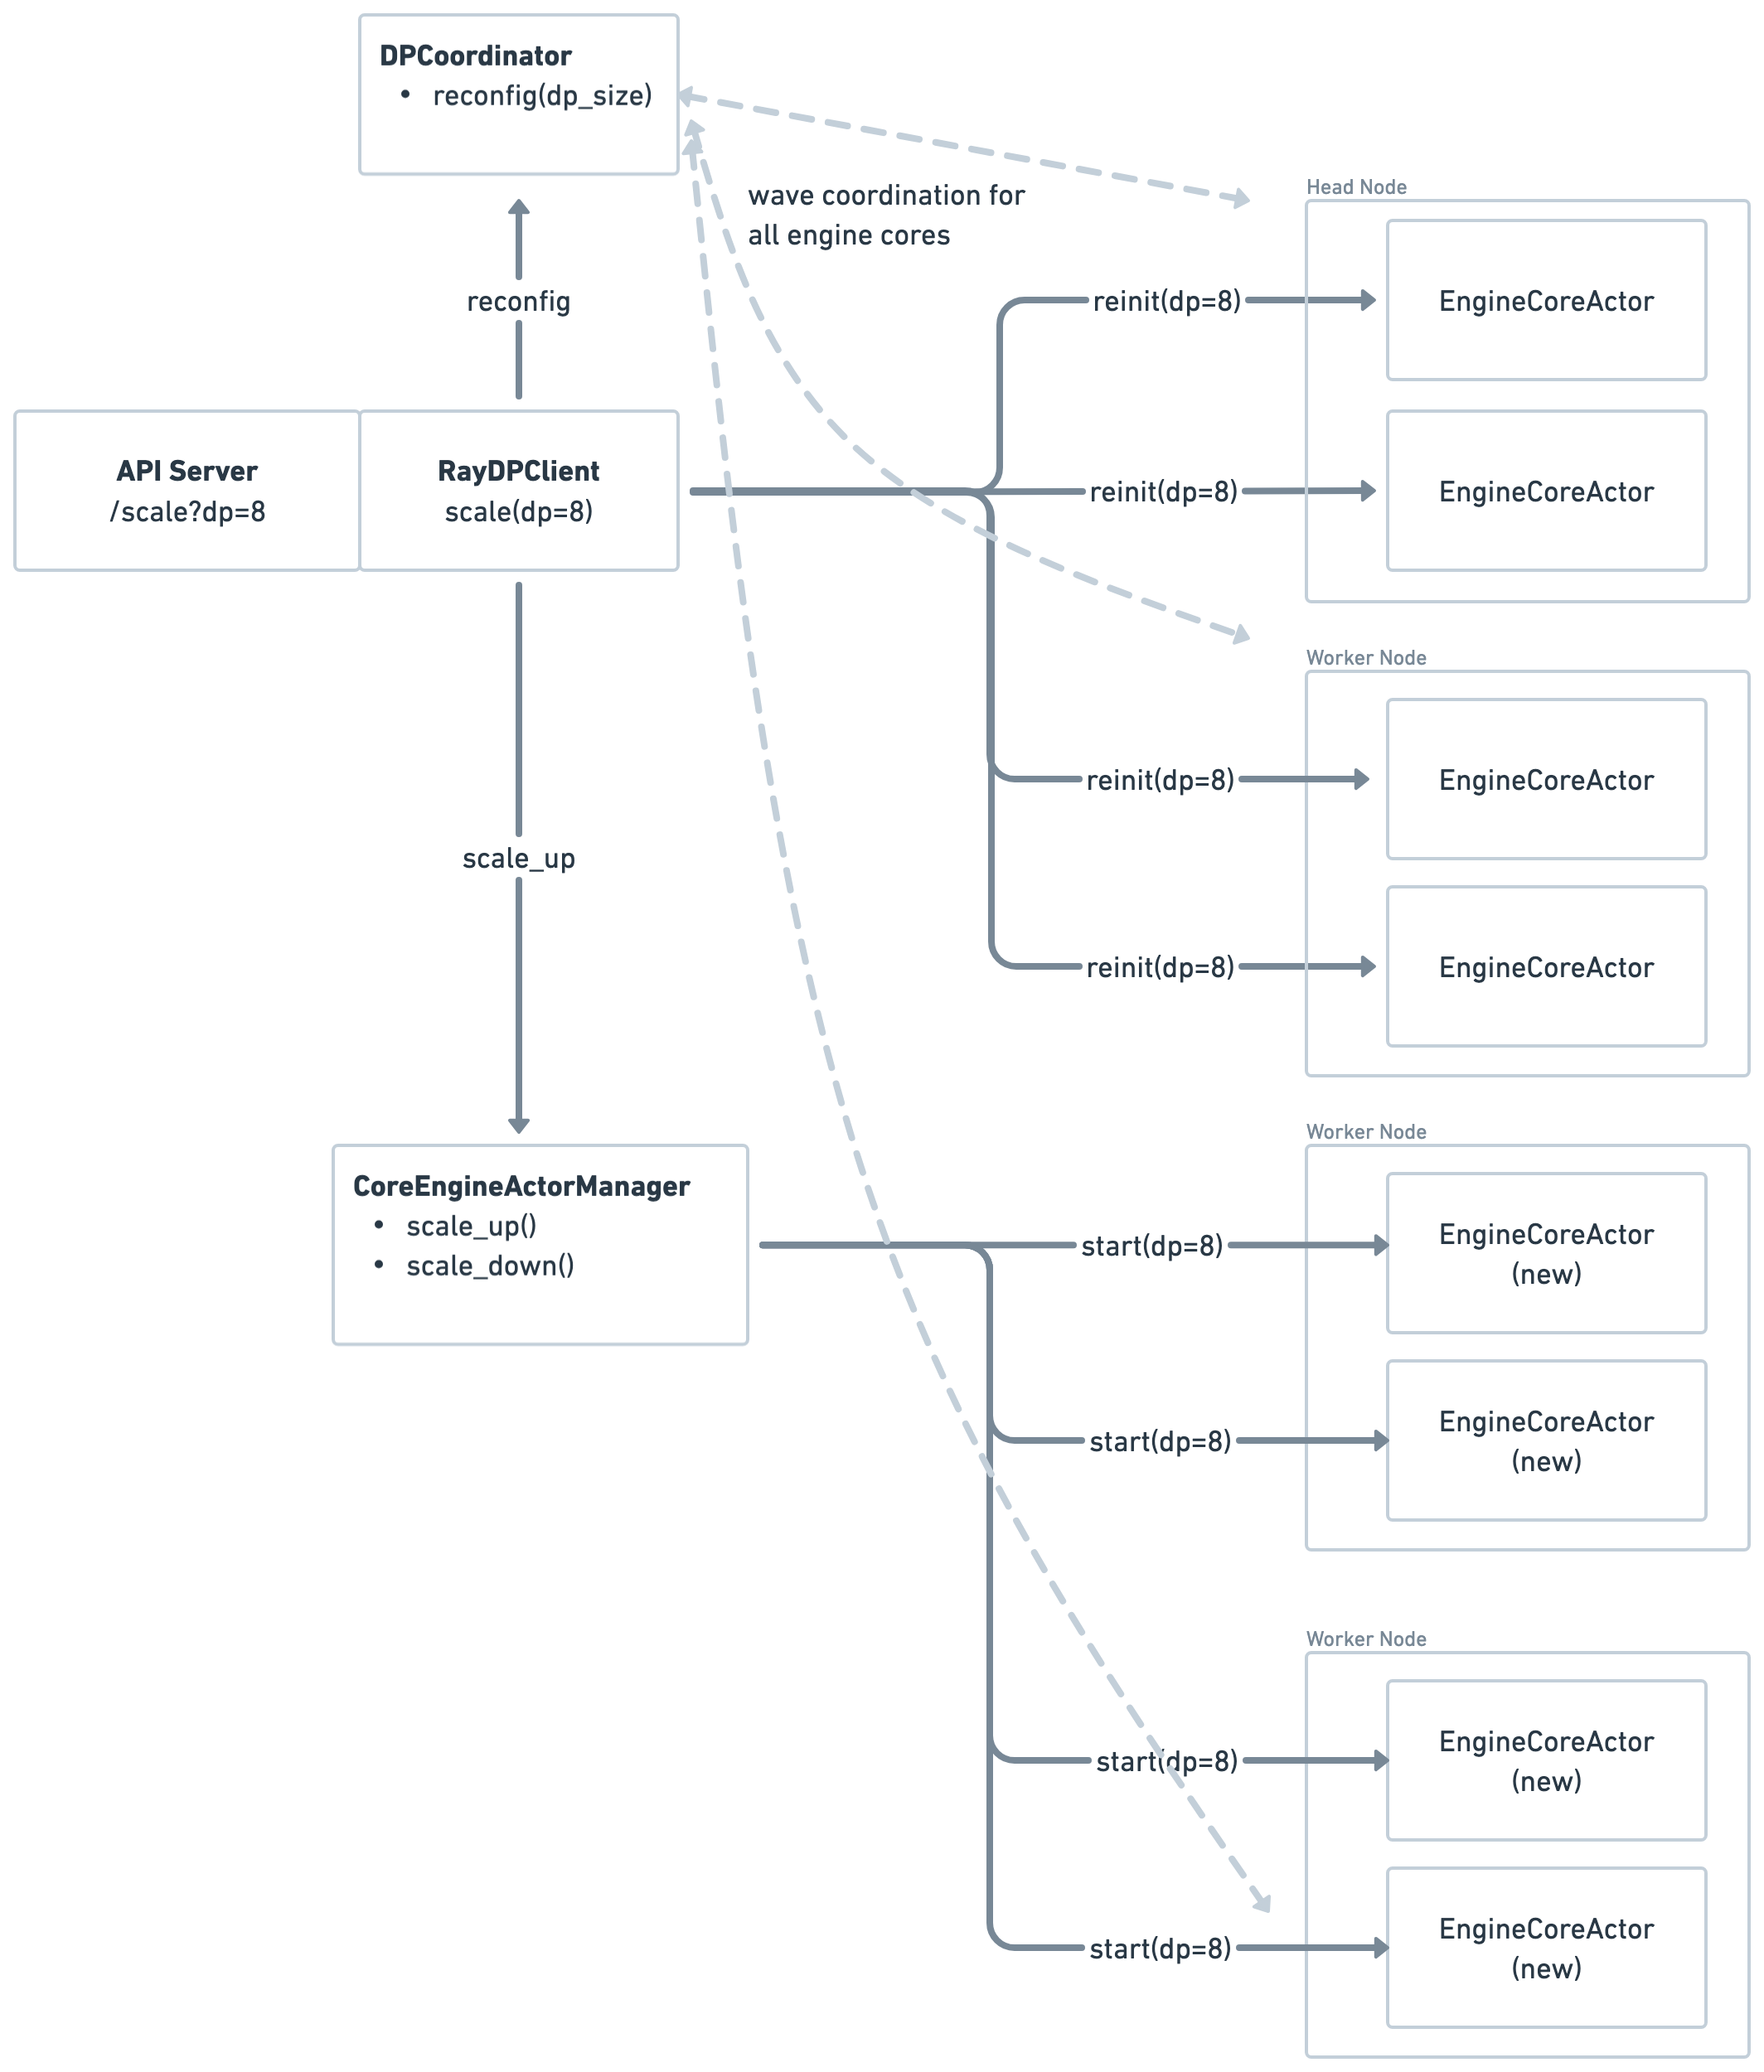 DPCoordinator
• reconfig(dp_size)
wave coordination for
all engine cores
reconfig
API Server
/scale?dp=8
RayDPClient
scale(dp=8)
scale_up
CoreEngineActorManager
• scale_up()
• scale_down()
Head Node
reinit(dp=8)
EngineCoreActor
reinit(dp=8)
EngineCoreActor
Worker Node
reinit(dp=8)
EngineCoreActor
reinit(dp=8)
EngineCoreActor
Worker Node
start(dp=8)
EngineCoreActor
(new)
start(dp=8)
EngineCoreActor
(new)
Worker Node
start(dp=8)
EngineCoreActor
(new)
start(dp=8)
EngineCoreActor
(new)